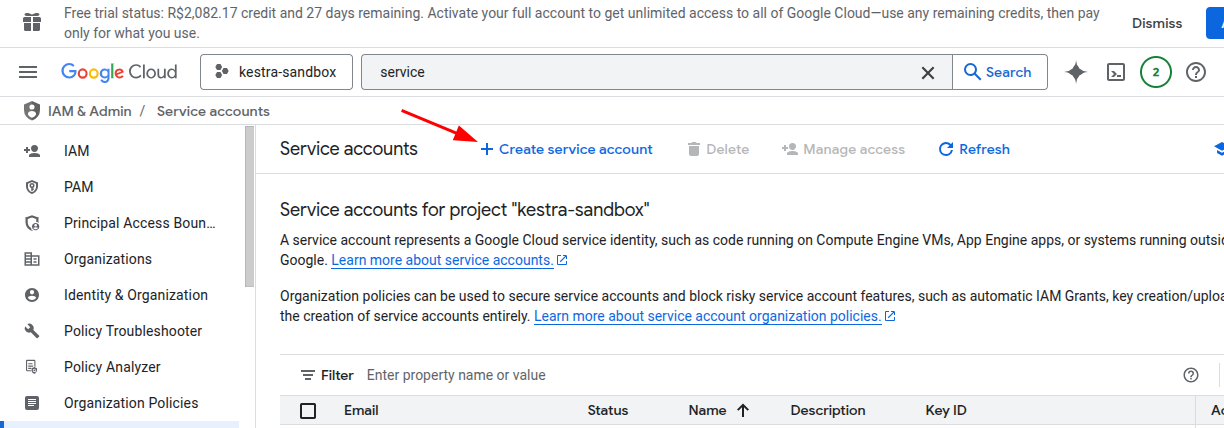 Free trial status: R$2,082.17 credit and 27 days remaining. Activate your full account to get unlimited access to all of Google Cloud—use any remaining credits, then pay
only for what you use.
Dismiss
Google Cloud
kestra-sandbox
service
Search
2
IAM & Admin / Service accounts
IAM
PAM
Principal Access Boun...
Organizations
Identity & Organization
Policy Troubleshooter
Policy Analyzer
Organization Policies
Service accounts
Create service account
Delete
Manage access
Refresh
Service accounts for project "kestra-sandbox"
A service account represents a Google Cloud service identity, such as code running on Compute Engine VMs, App Engine apps, or systems running
Google. Learn more about service accounts.
Organization policies can be used to secure service accounts and block risky service account features, such as automatic IAM Grants, key
the creation of service accounts entirely. Learn more about service account organization policies.
Filter Enter property name or value
Email Status Name Description Key ID